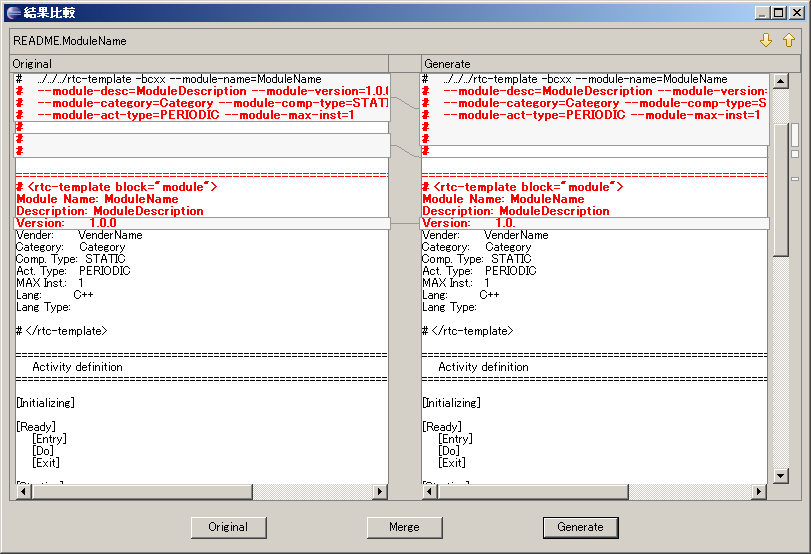 結果比較
README.ModuleName
Original
# ../../../rtc-template -bcxx --module-name=ModuleName
# --module-desc=ModuleDescription --module-version=1.0.
# --module-category=Category --module-comp-type=STATI
# --module-act-type=PERIODIC --module-max-inst=1
#
#
#
======================================================================
# <rtc-template block="module">
Module Name: ModuleName
Description: ModuleDescription
Version: 1.0.0
Vender: VenderName
Category: Category
Comp. Type: STATIC
Act. Type: PERIODIC
MAX Inst.: 1
Lang: C++
Lang Type:
# </rtc-template>
======================================================================
Activity definition
======================================================================
[Initializing]
[Ready]
[Entry]
[Do]
[Exit]
Generate
# ../../../rtc-template -bcxx --module-name=ModuleName
# --module-desc=ModuleDescription --module-version=
# --module-category=Category --module-comp-type=S
# --module-act-type=PERIODIC --module-max-inst=1
#
#
#
======================================================================
# <rtc-template block="module">
Module Name: ModuleName
Description: ModuleDescription
Version: 1.0.
Vender: VenderName
Category: Category
Comp. Type: STATIC
Act. Type: PERIODIC
MAX Inst.: 1
Lang: C++
Lang Type:
# </rtc-template>
======================================================================
Activity definition
======================================================================
[Initializing]
[Ready]
[Entry]
[Do]
[Exit]
Original
Merge
Generate